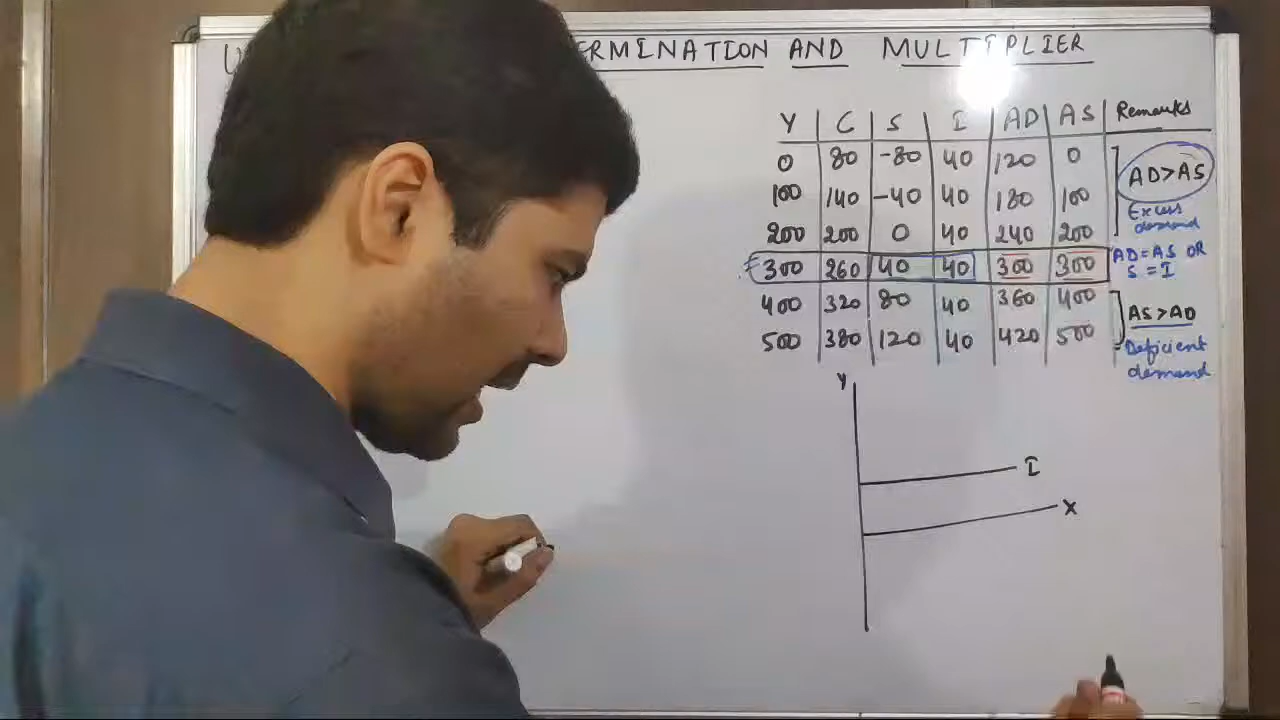 AND MULTIPLIER
Y C S I AD AS Remarks
0 80 -80 40 120 0
100 140 -40 40 180 100
200 200 0 40 240 200
300 260 40 40 300 300
400 320 80 40 360 400
500 380 120 40 420 500
AD>AS
Excess
demand
AD=AS OR
S=I
AS>AD
Deficient
demand
Y
I
X